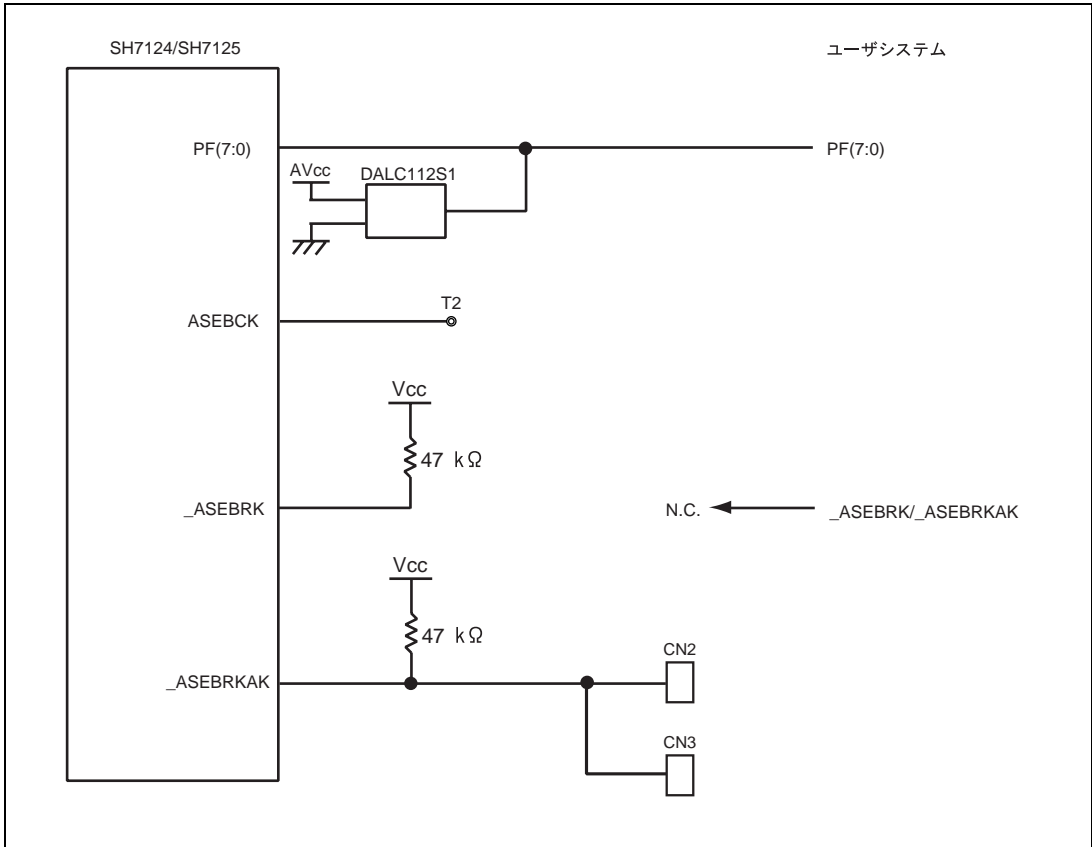 SH7124/SH7125
ユーザシステム
PF(7:0)
PF(7:0)
AVcc
DALC112S1
ASEBCK
T2
Vcc
47 kΩ
_ASEBRK
N.C.
_ASEBRK/_ASEBRKAK
Vcc
47 kΩ
_ASEBRKAK
CN2
CN3